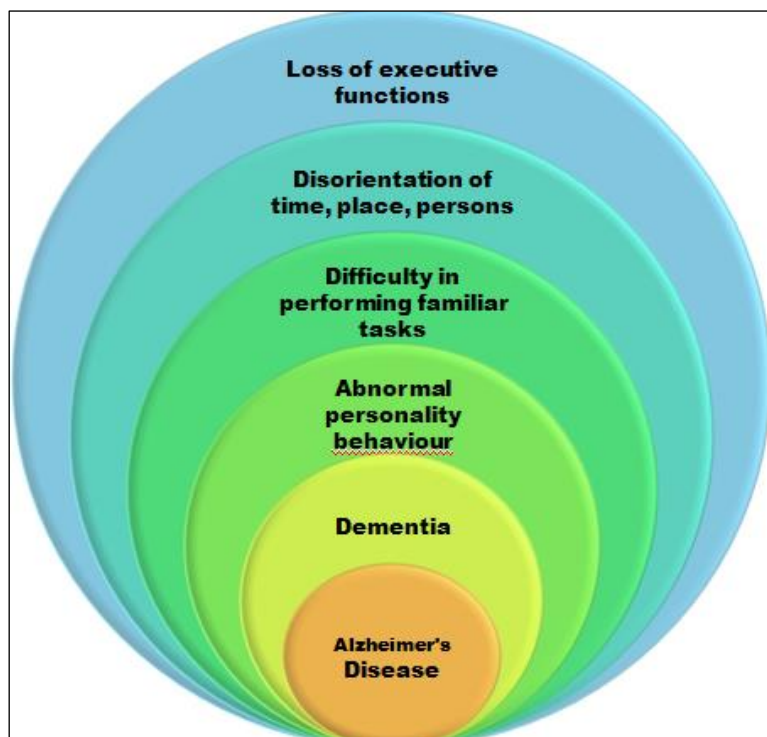 Loss of executive
functions
Disorientation of
time, place, persons
Difficulty in
performing familiar
tasks
Abnormal
personality
behaviour
Dementia
Alzheimer's
Disease